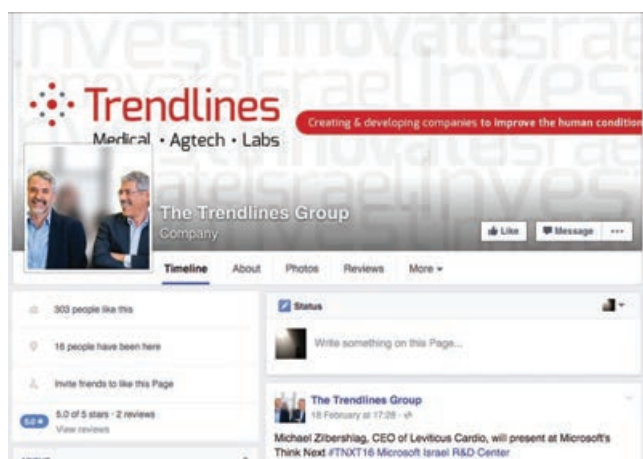 Invest innovate Israel
Trendlines
Medical • Agtech • Labs
Creating & developing companies to improve the human condition
The Trendlines Group
Company
Like
Message
Timeline About Photos Reviews More
303 people like this
16 people have been here
Invite friends to like this Page
5.0 ★ 5.0 of 5 stars · 2 reviews
View reviews
Status
Write something on this Page...
The Trendlines Group
18 February at 17:28 ·
Michael Zibershlag, CEO of Leviticus Cardio, will present at Microsoft's
Think Next #TNXT16 Microsoft Israel R&D Center